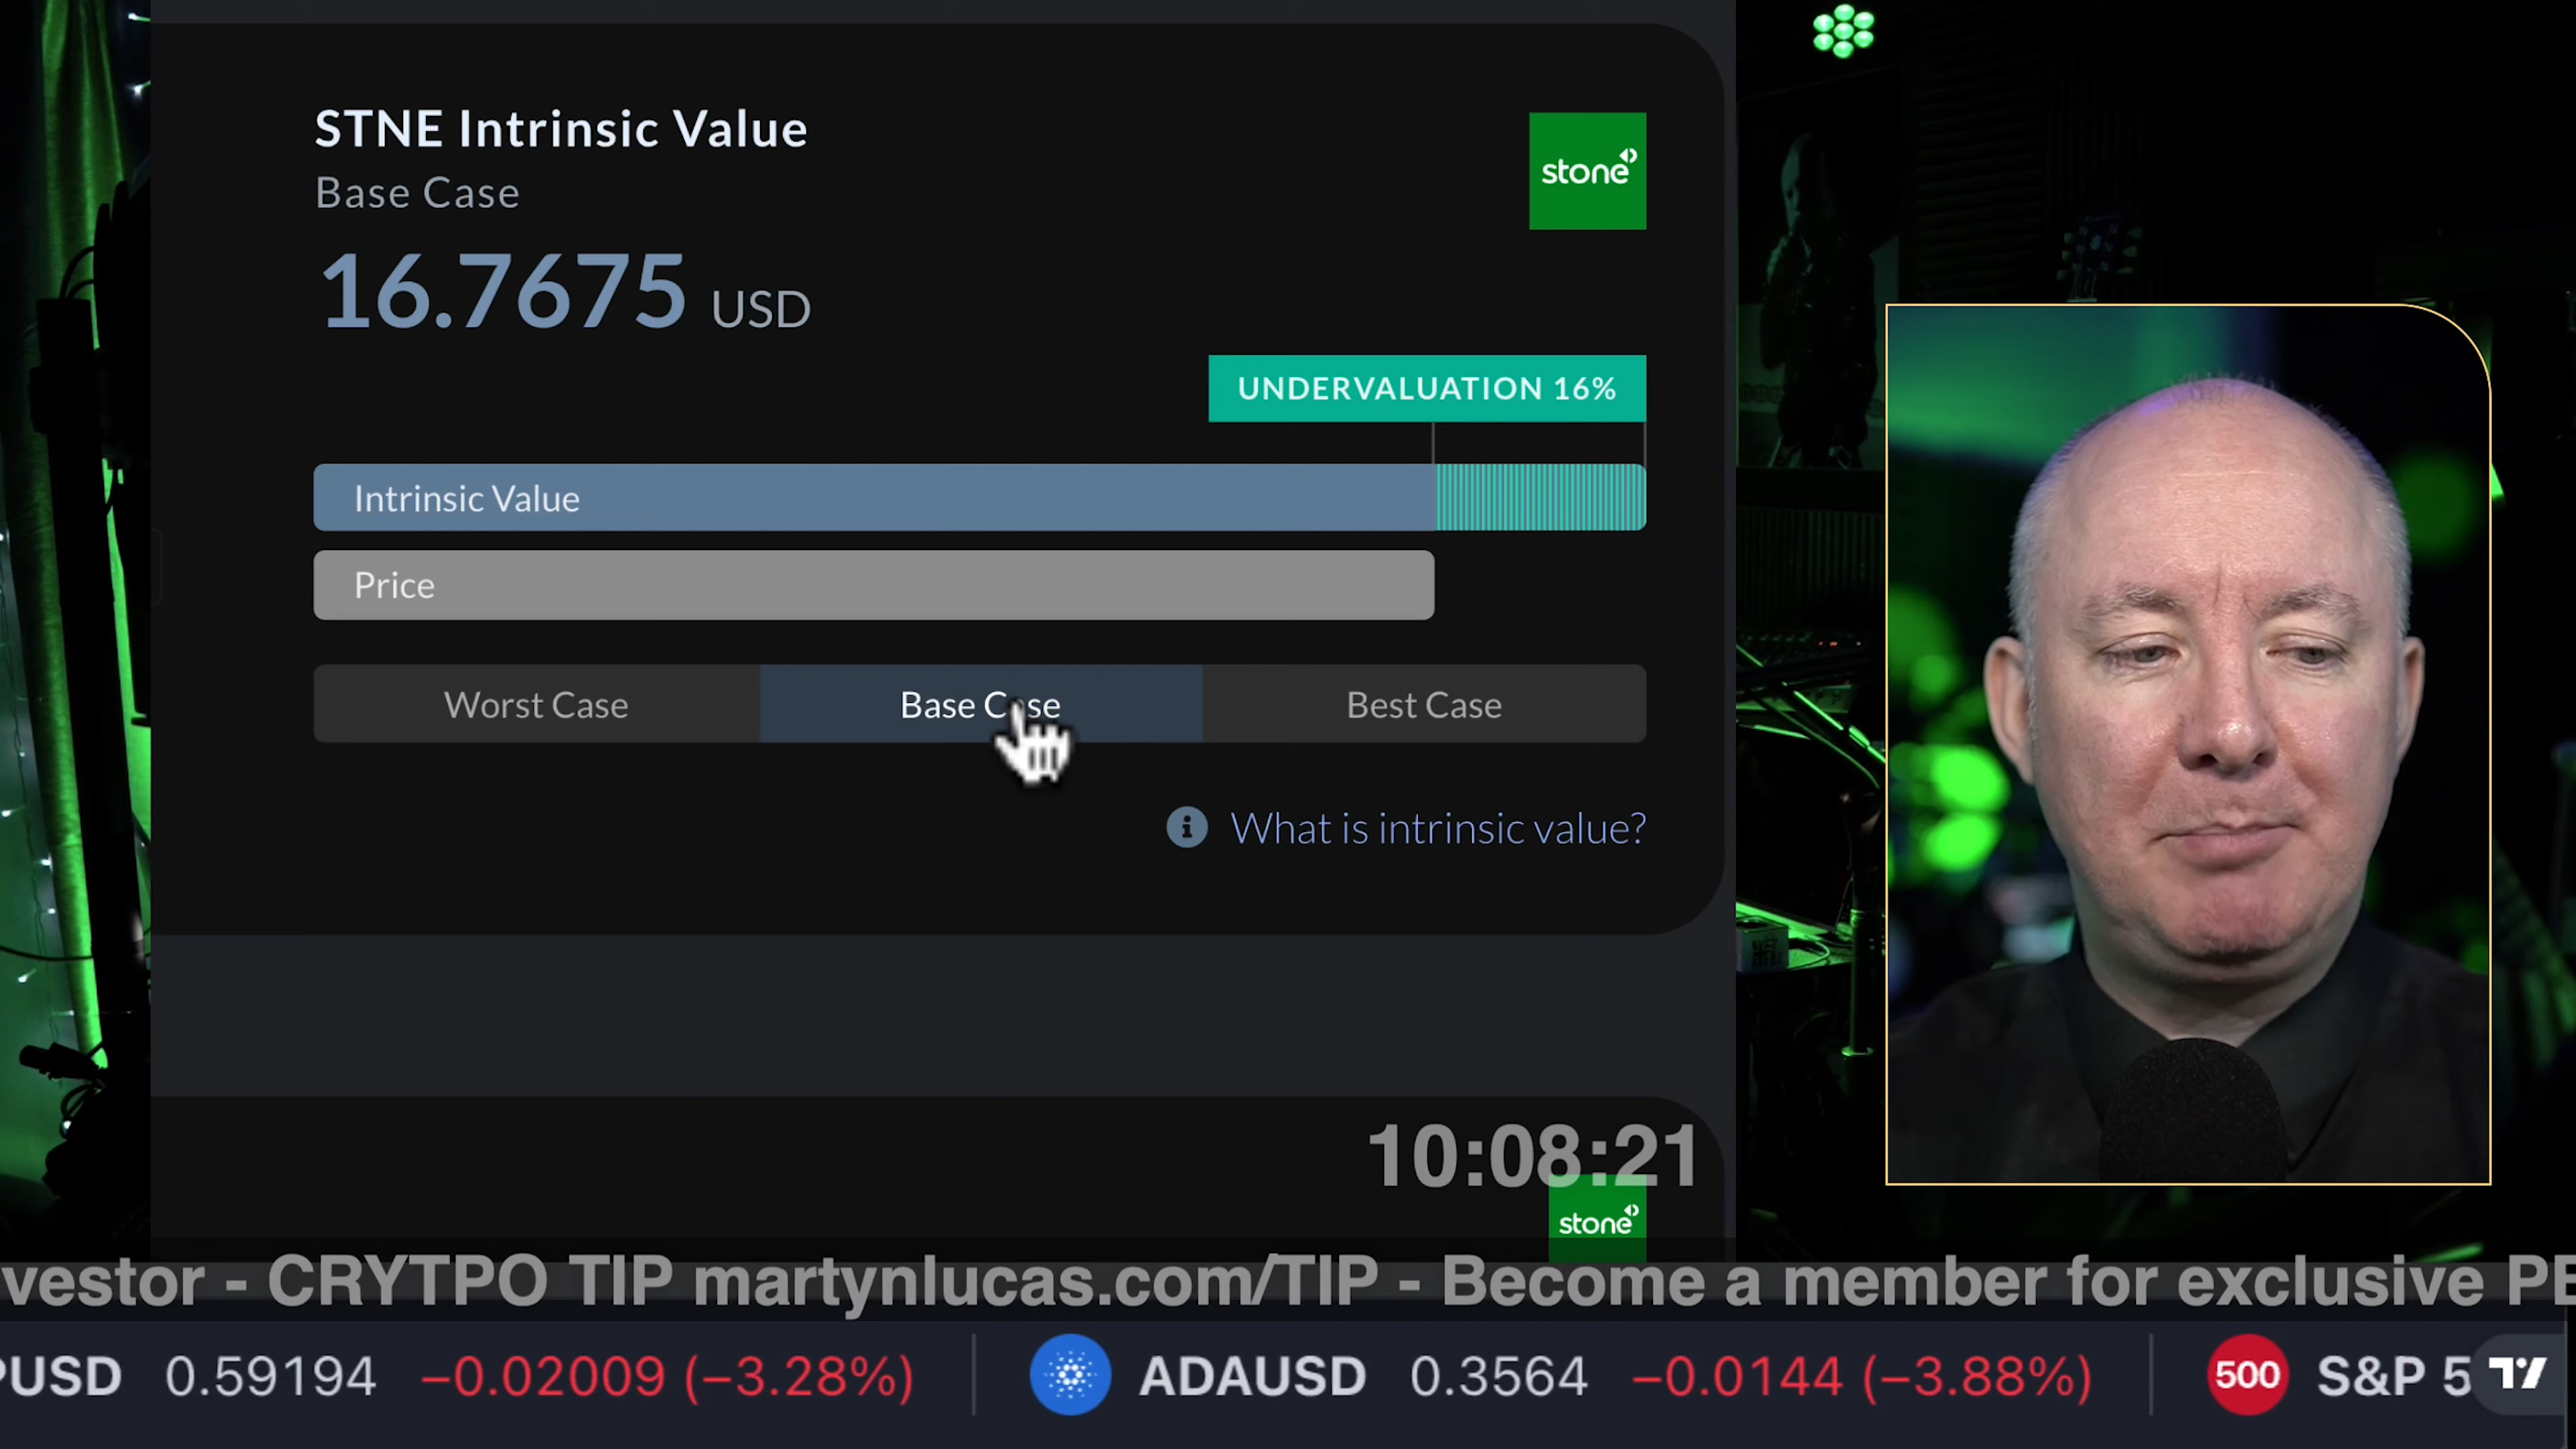 STNE Intrinsic Value
Base Case
16.7675 USD
stone
UNDERVALUATION 16%
Intrinsic Value
Price
Worst Case
Base Case
Best Case
What is intrinsic value?
10:08:21
stone
vestor - CRYTPO TIP martynlucas.com/TIP - Become a member for exclusive
PUSD 0.59194 −0.02009 (−3.28%) ADAUSD 0.3564 −0.0144 (−3.88%) 500 S&P 5